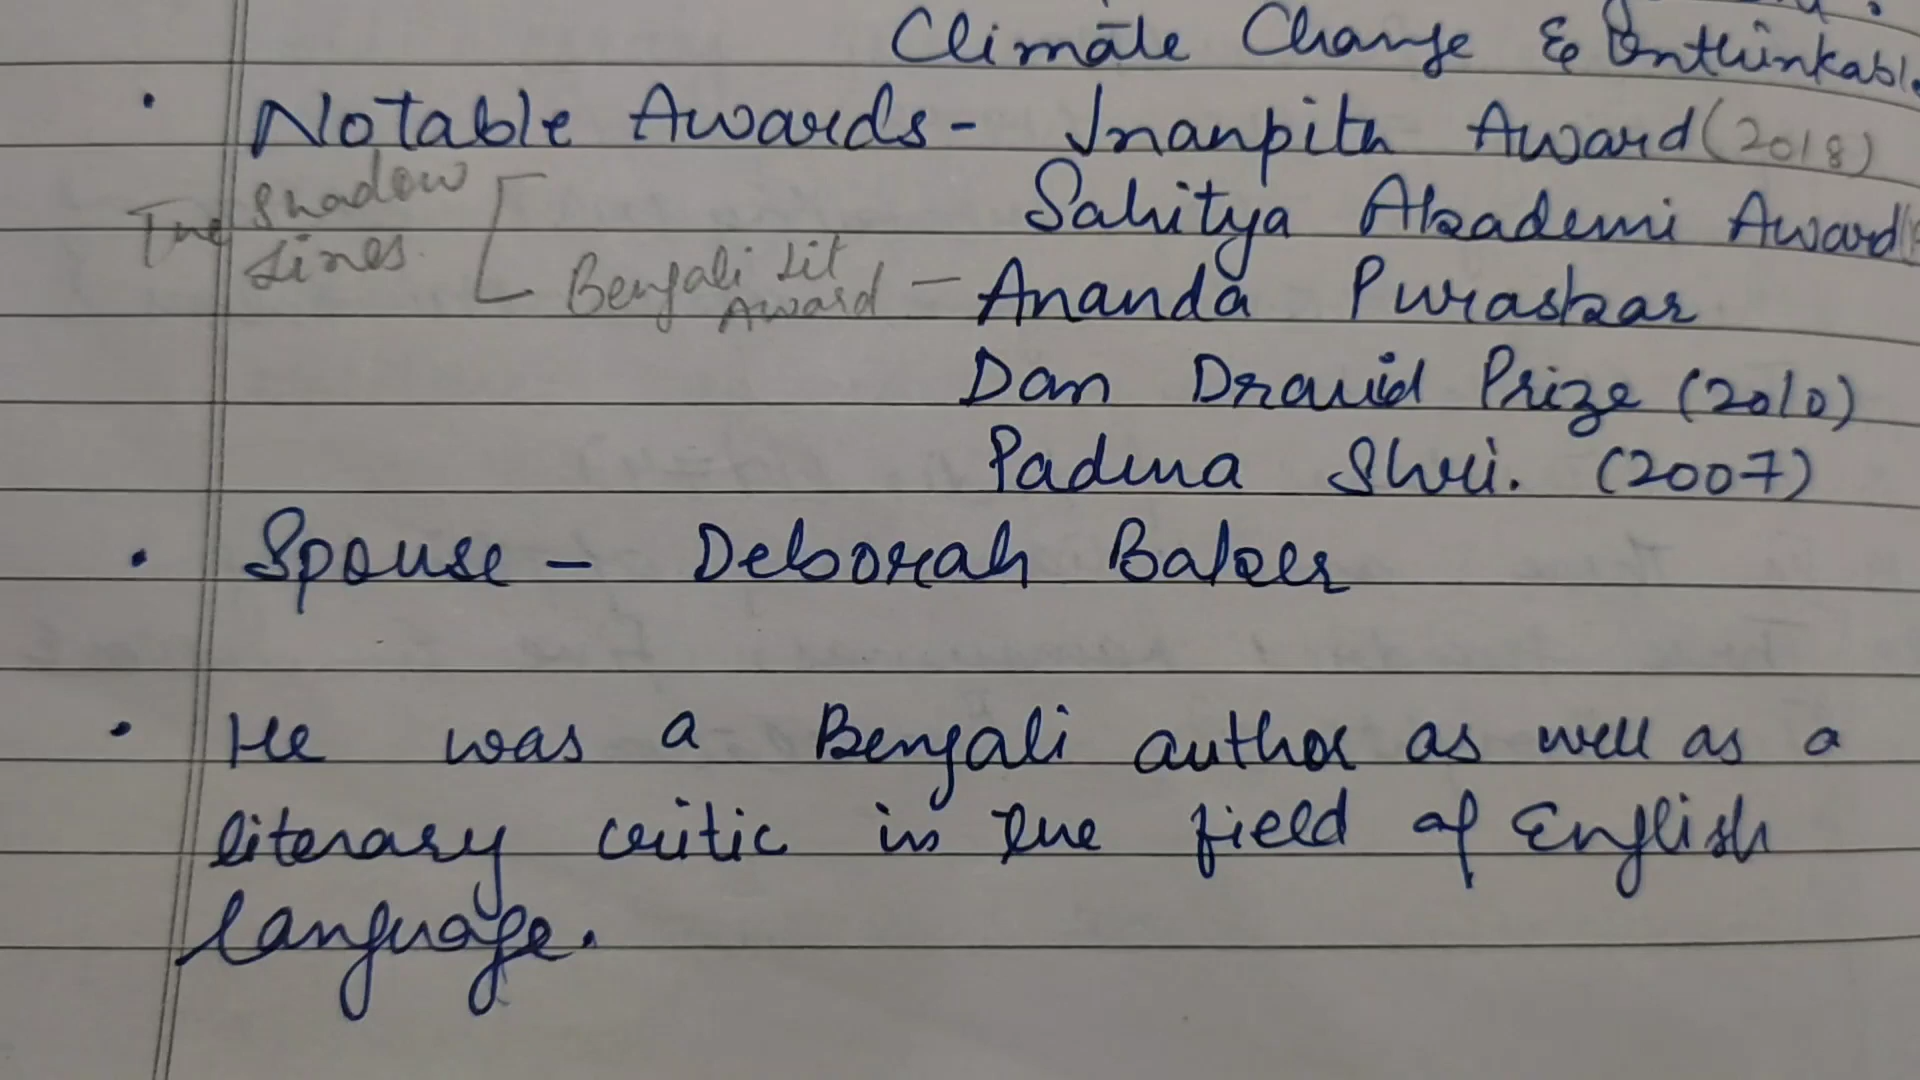 Climate Change & Unthinkable
• Notable Awards - Jnanpith Award (2018)
The Shadow Lines [ Sahitya Akademi Award
Bengali Lit Award - Ananda Puraskar
Dan David Prize (2010)
Padma Shri. (2007)
• Spouse - Deborah Baker
• He was a Bengali author as well as a
literary critic in the field of English
language.